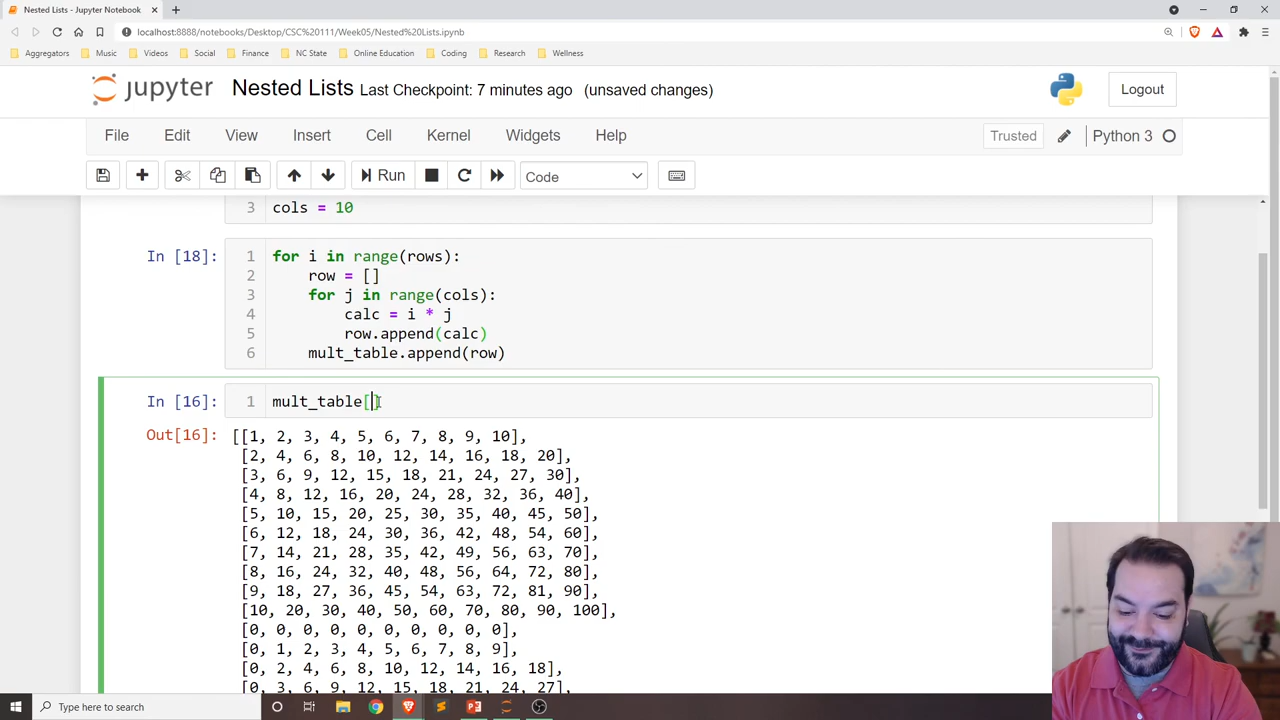 Nested Lists - Jupyter Notebook
localhost:8888/notebooks/Desktop/CSC%20111/Week05/Nested%20Lists.ipynb
Aggregators Music Videos Social Finance NC State Online Education Coding Research Wellness
jupyter Nested Lists Last Checkpoint: 7 minutes ago (unsaved changes) Logout
File Edit View Insert Cell Kernel Widgets Help Trusted Python 3
Run Code
3 cols = 10
In [18]: 1 for i in range(rows):
2 row = []
3 for j in range(cols):
4 calc = i * j
5 row.append(calc)
6 mult_table.append(row)
In [16]: 1 mult_table[]
Out[16]: [[1, 2, 3, 4, 5, 6, 7, 8, 9, 10],
[2, 4, 6, 8, 10, 12, 14, 16, 18, 20],
[3, 6, 9, 12, 15, 18, 21, 24, 27, 30],
[4, 8, 12, 16, 20, 24, 28, 32, 36, 40],
[5, 10, 15, 20, 25, 30, 35, 40, 45, 50],
[6, 12, 18, 24, 30, 36, 42, 48, 54, 60],
[7, 14, 21, 28, 35, 42, 49, 56, 63, 70],
[8, 16, 24, 32, 40, 48, 56, 64, 72, 80],
[9, 18, 27, 36, 45, 54, 63, 72, 81, 90],
[10, 20, 30, 40, 50, 60, 70, 80, 90, 100],
[0, 0, 0, 0, 0, 0, 0, 0, 0, 0],
[0, 1, 2, 3, 4, 5, 6, 7, 8, 9],
[0, 2, 4, 6, 8, 10, 12, 14, 16, 18],
[0, 3, 6, 9, 12, 15, 18, 21, 24, 27],
Type here to search